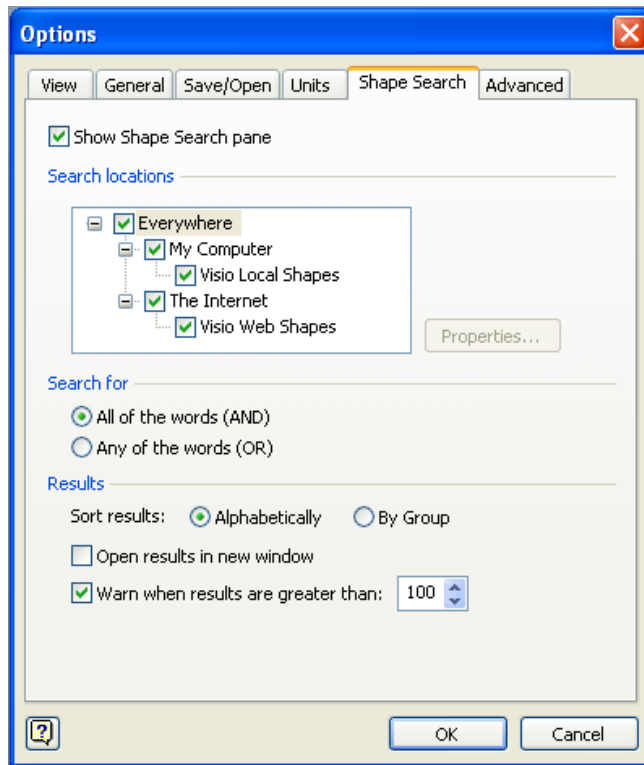 Options
View General Save/Open Units Shape Search Advanced
Show Shape Search pane
Search locations
Everywhere
My Computer
Visio Local Shapes
The Internet
Visio Web Shapes
Properties...
Search for
All of the words (AND)
Any of the words (OR)
Results
Sort results: Alphabetically By Group
Open results in new window
Warn when results are greater than: 100
? OK Cancel